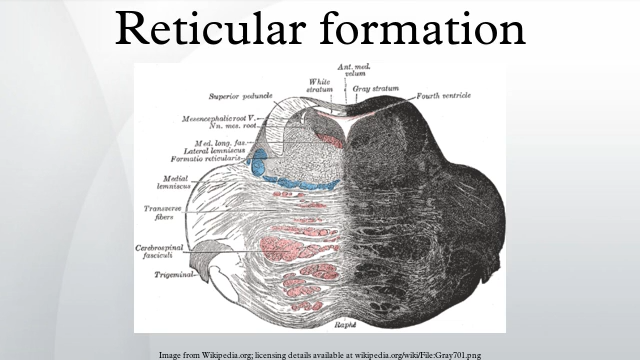 Reticular formation
Ant. med.
velum
White
stratum
Gray stratum
Superior peduncle
Fourth ventricle
Mesencephalic root V.
Nu. mes. root
Med. long. fas.
Lateral lemniscus
Formatio reticularis
Medial
lemniscus
Transverse
fibers
Cerebrospinal
fasciculi
Trigeminal
Raphé
Image from Wikipedia.org; licensing details available at wikipedia.org/wiki/File:Gray701.png